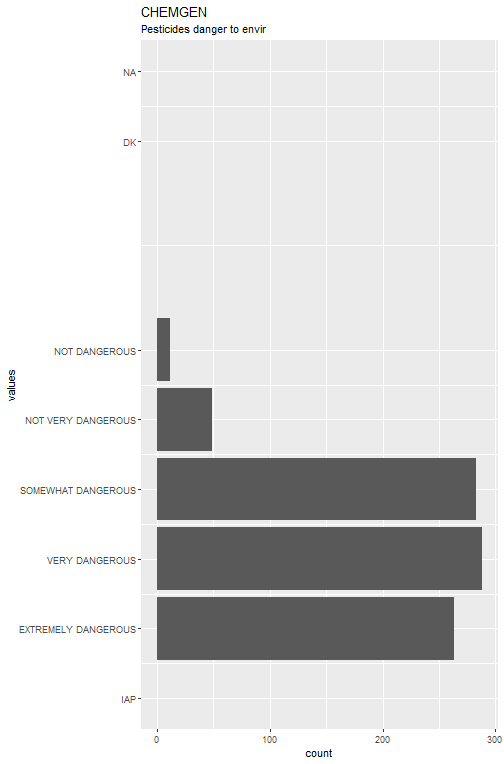 CHEMGEN
Pesticides danger to envir
NA
DK
NOT DANGEROUS
NOT VERY DANGEROUS
SOMEWHAT DANGEROUS
VERY DANGEROUS
EXTREMELY DANGEROUS
IAP
values
0 100 200 300
count